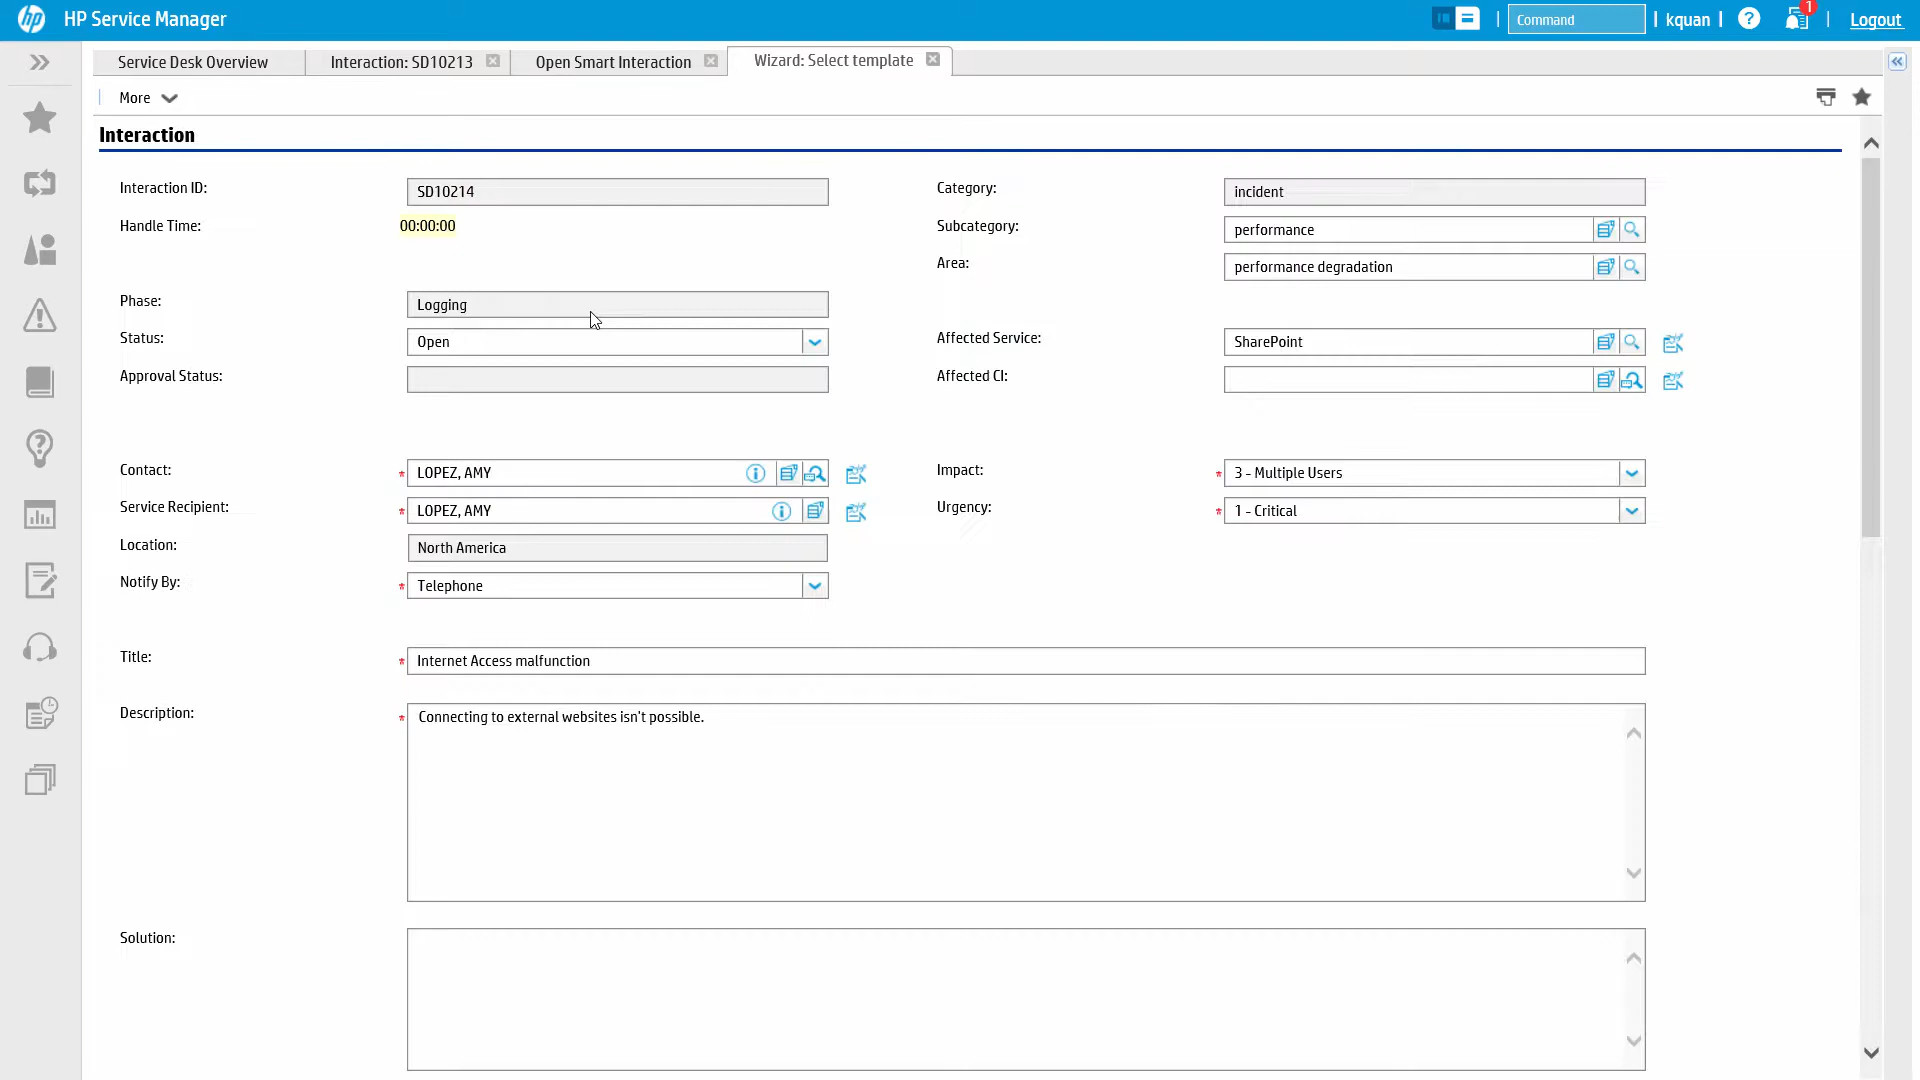 hp HP Service Manager Command kquan ? 1 Logout
Service Desk Overview Interaction: SD10213 Open Smart Interaction Wizard: Select template
More
Interaction
Interaction ID: SD10214 Category: incident
Handle Time: 00:00:00 Subcategory: performance
Area: performance degradation
Phase: Logging
Status: Open Affected Service: SharePoint
Approval Status: Affected CI:
Contact: * LOPEZ, AMY Impact: * 3 - Multiple Users
Service Recipient: * LOPEZ, AMY Urgency: * 1 - Critical
Location: North America
Notify By: * Telephone
Title: * Internet Access malfunction
Description: * Connecting to external websites isn't possible.
Solution: